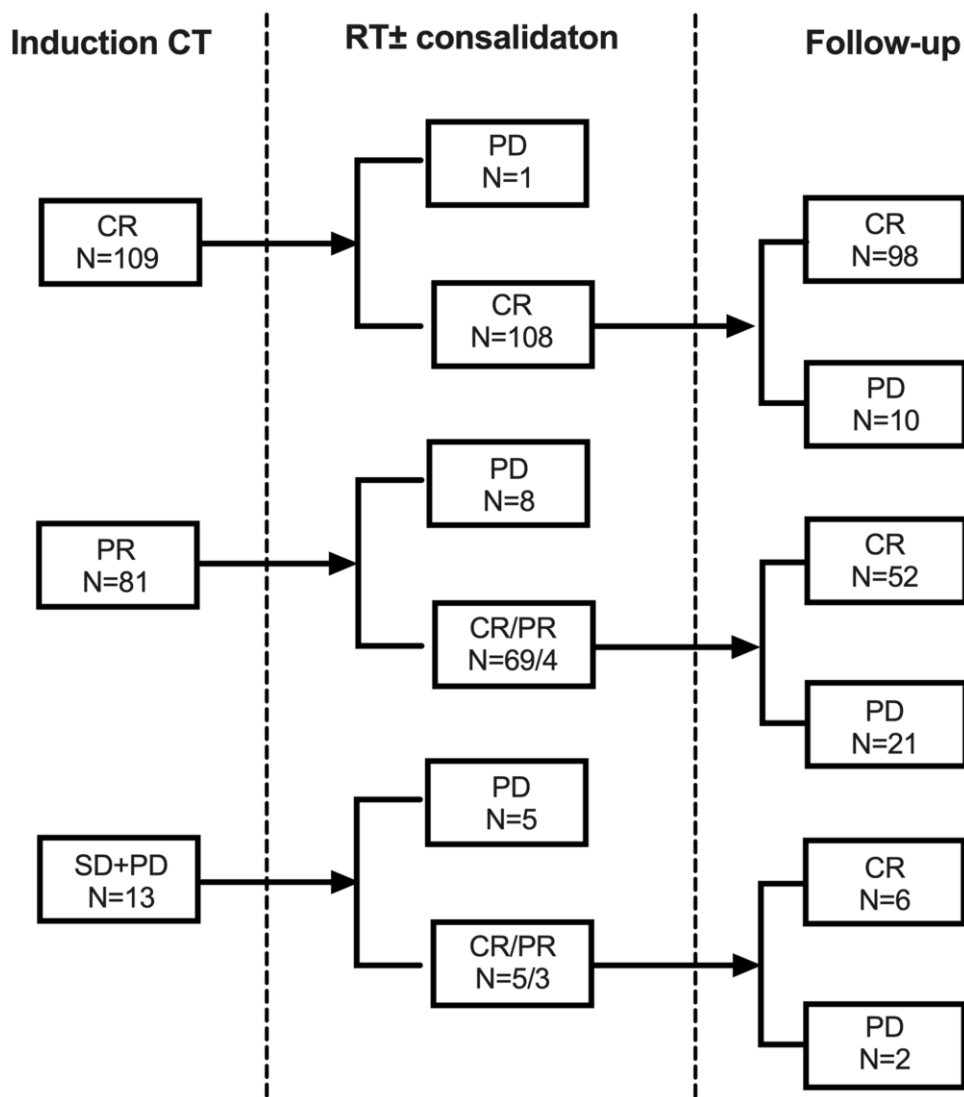 Induction CT
RT± consalidaton
Follow-up
CR
N=109
PD
N=1
CR
N=108
CR
N=98
PD
N=10
PR
N=81
PD
N=8
CR/PR
N=69/4
CR
N=52
PD
N=21
SD+PD
N=13
PD
N=5
CR/PR
N=5/3
CR
N=6
PD
N=2